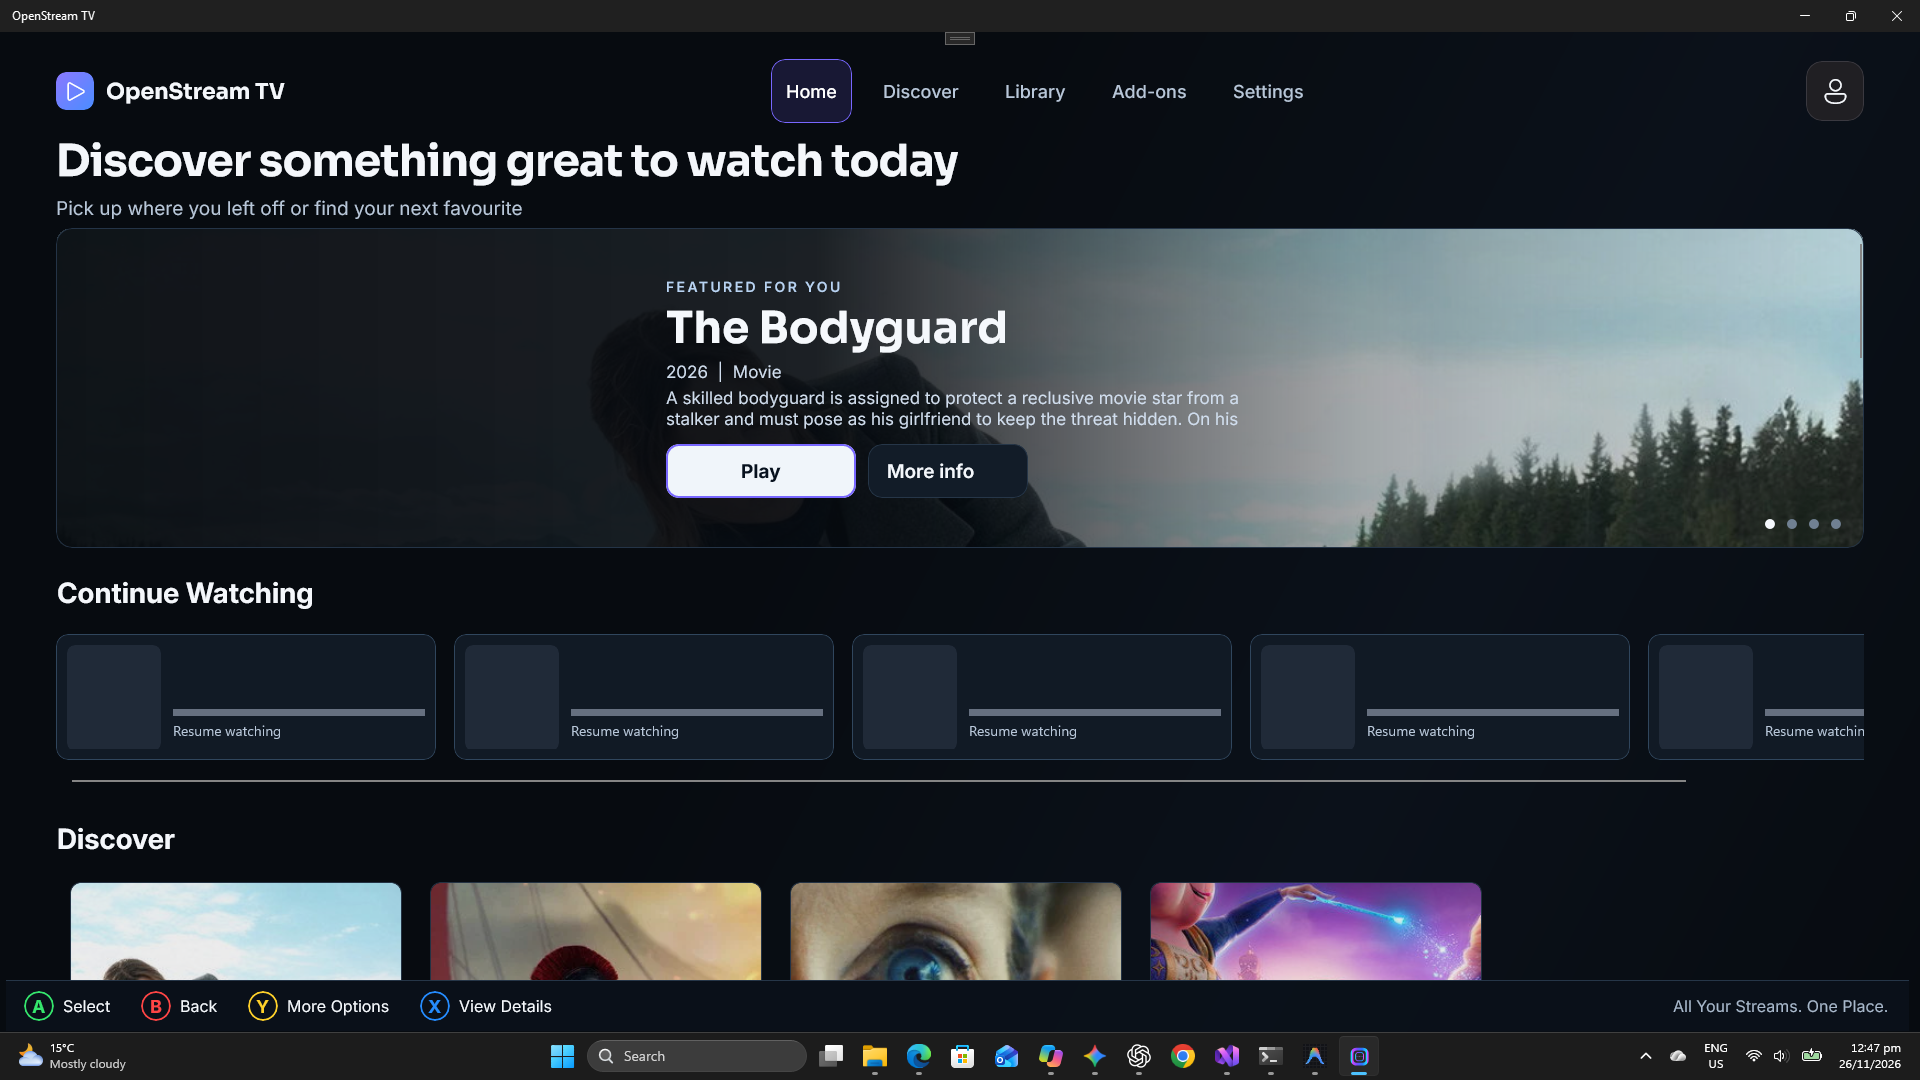 OpenStream TV
OpenStream TV
Home
Discover
Library
Add-ons
Settings
Discover something great to watch today
Pick up where you left off or find your next favourite
FEATURED FOR YOU
The Bodyguard
2026 | Movie
A skilled bodyguard is assigned to protect a reclusive movie star from a
stalker and must pose as his girlfriend to keep the threat hidden. On his
Play
More info
Continue Watching
Resume watching
Resume watching
Resume watching
Resume watching
Resume watchin
Discover
A Select
B Back
Y More Options
X View Details
All Your Streams. One Place.
15°C
Mostly cloudy
Search
ENG
US
12:47 pm
26/11/2026